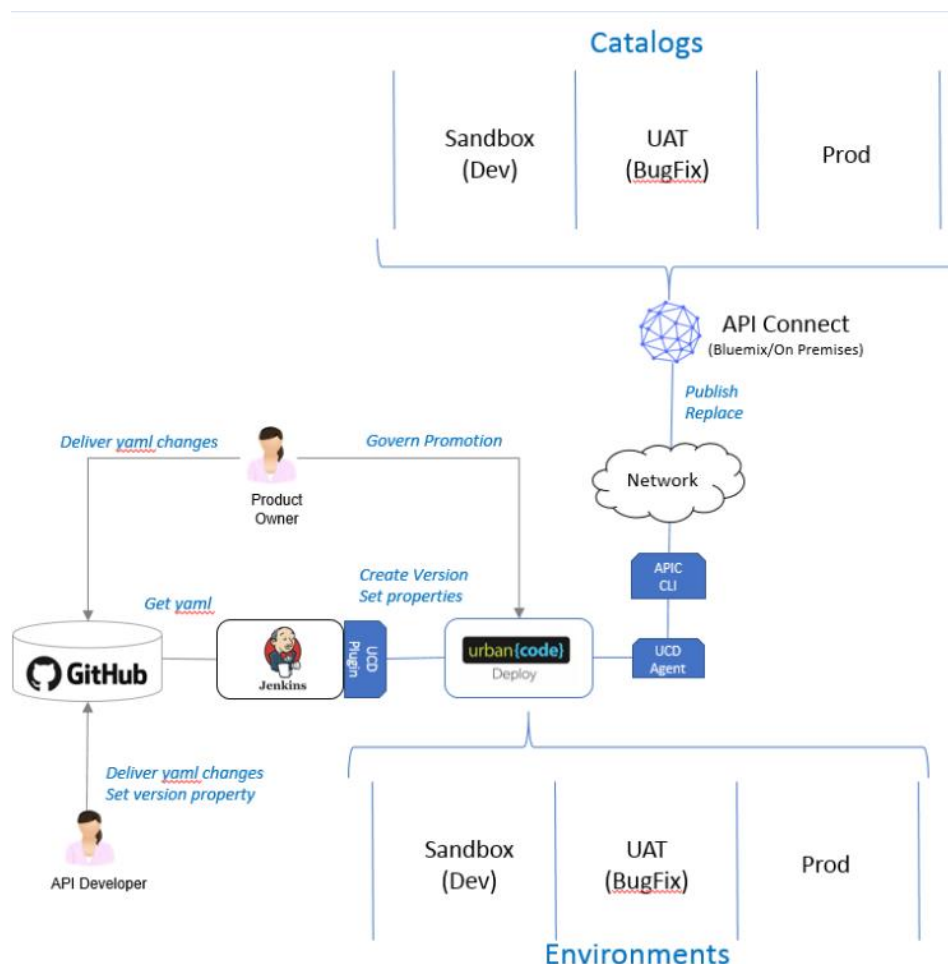 Catalogs
Sandbox
(Dev)
UAT
(BugFix)
Prod
API Connect
(Bluemix/On Premises)
Publish
Replace
Deliver yaml changes
Govern Promotion
Network
Product
Owner
APIC
CLI
Create Version
Set properties
Get yaml
GitHub
Jenkins
UCD
Plugin
urban{code}
Deploy
UCD
Agent
Deliver yaml changes
Set version property
API Developer
Sandbox
(Dev)
UAT
(BugFix)
Prod
Environments